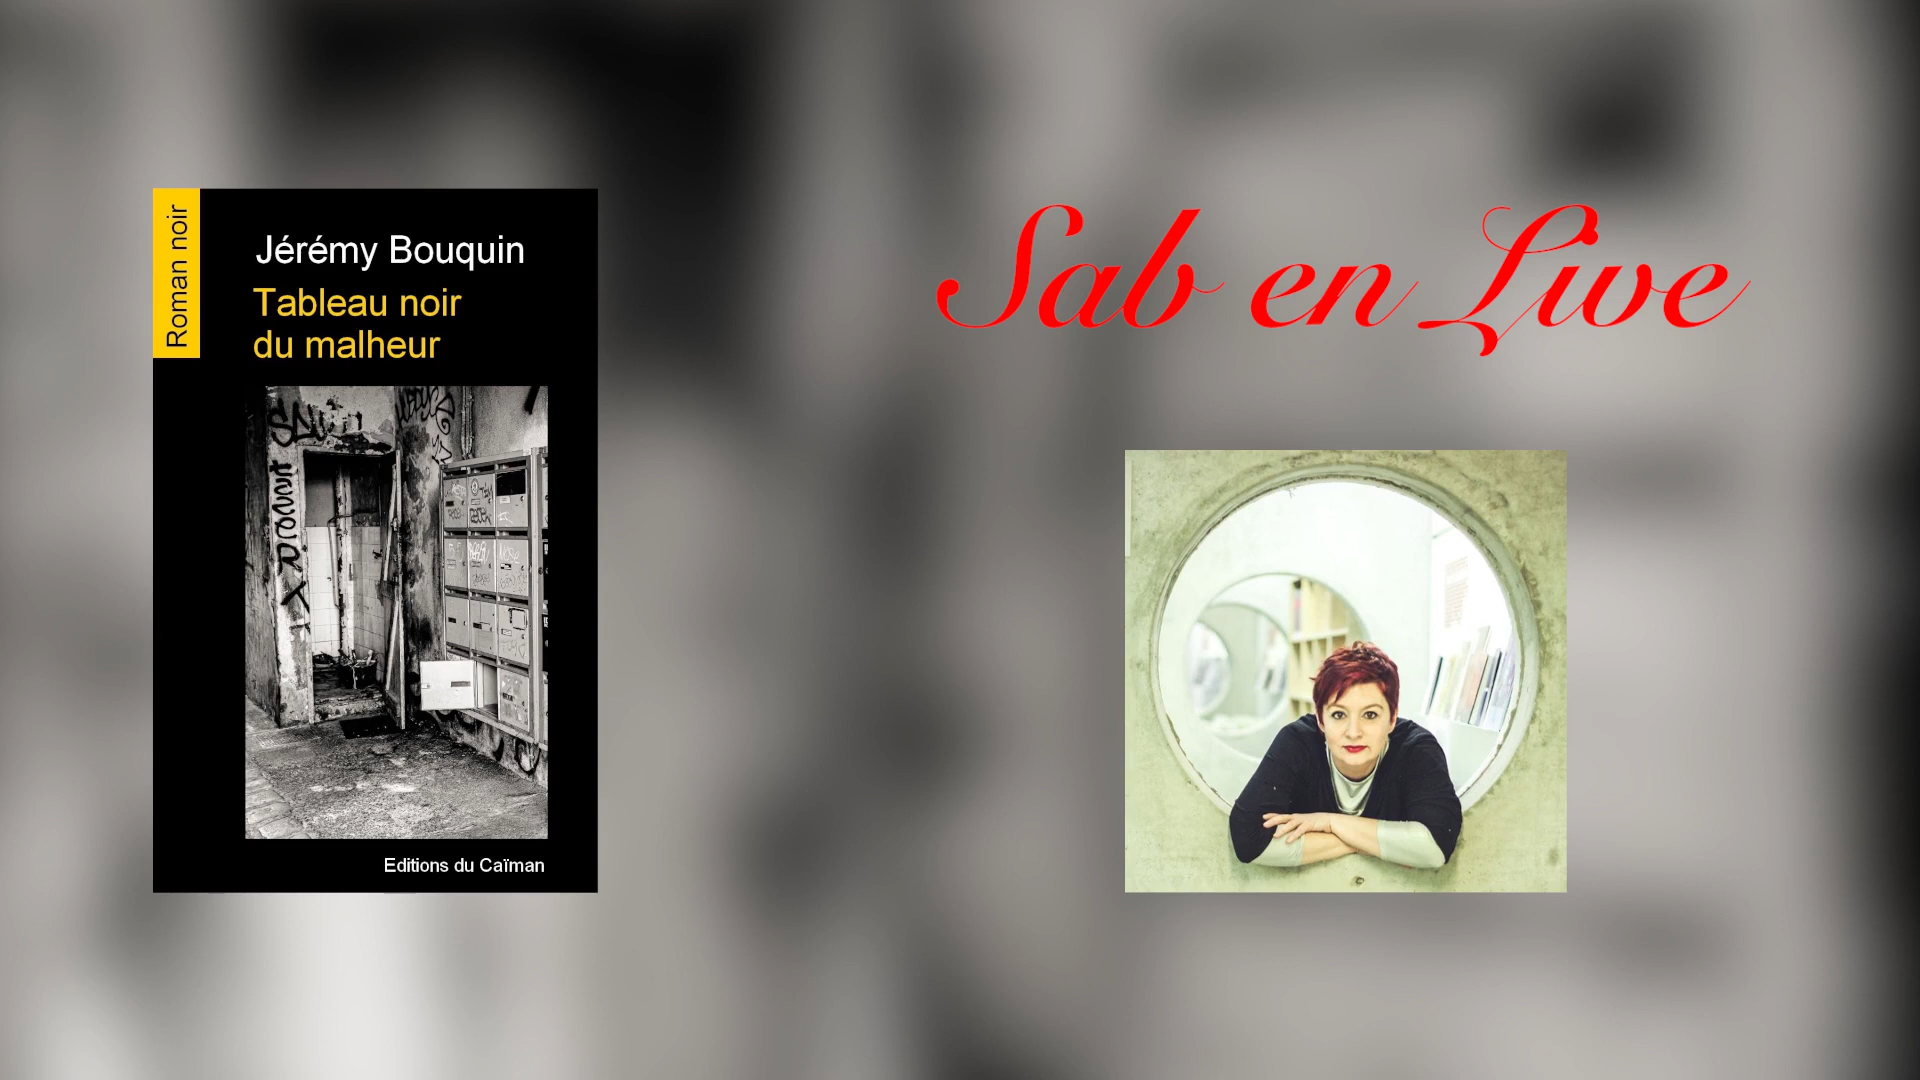 Roman noir
Jérémy Bouquin
Tableau noir
du malheur
Editions du Caïman
Sab en Live